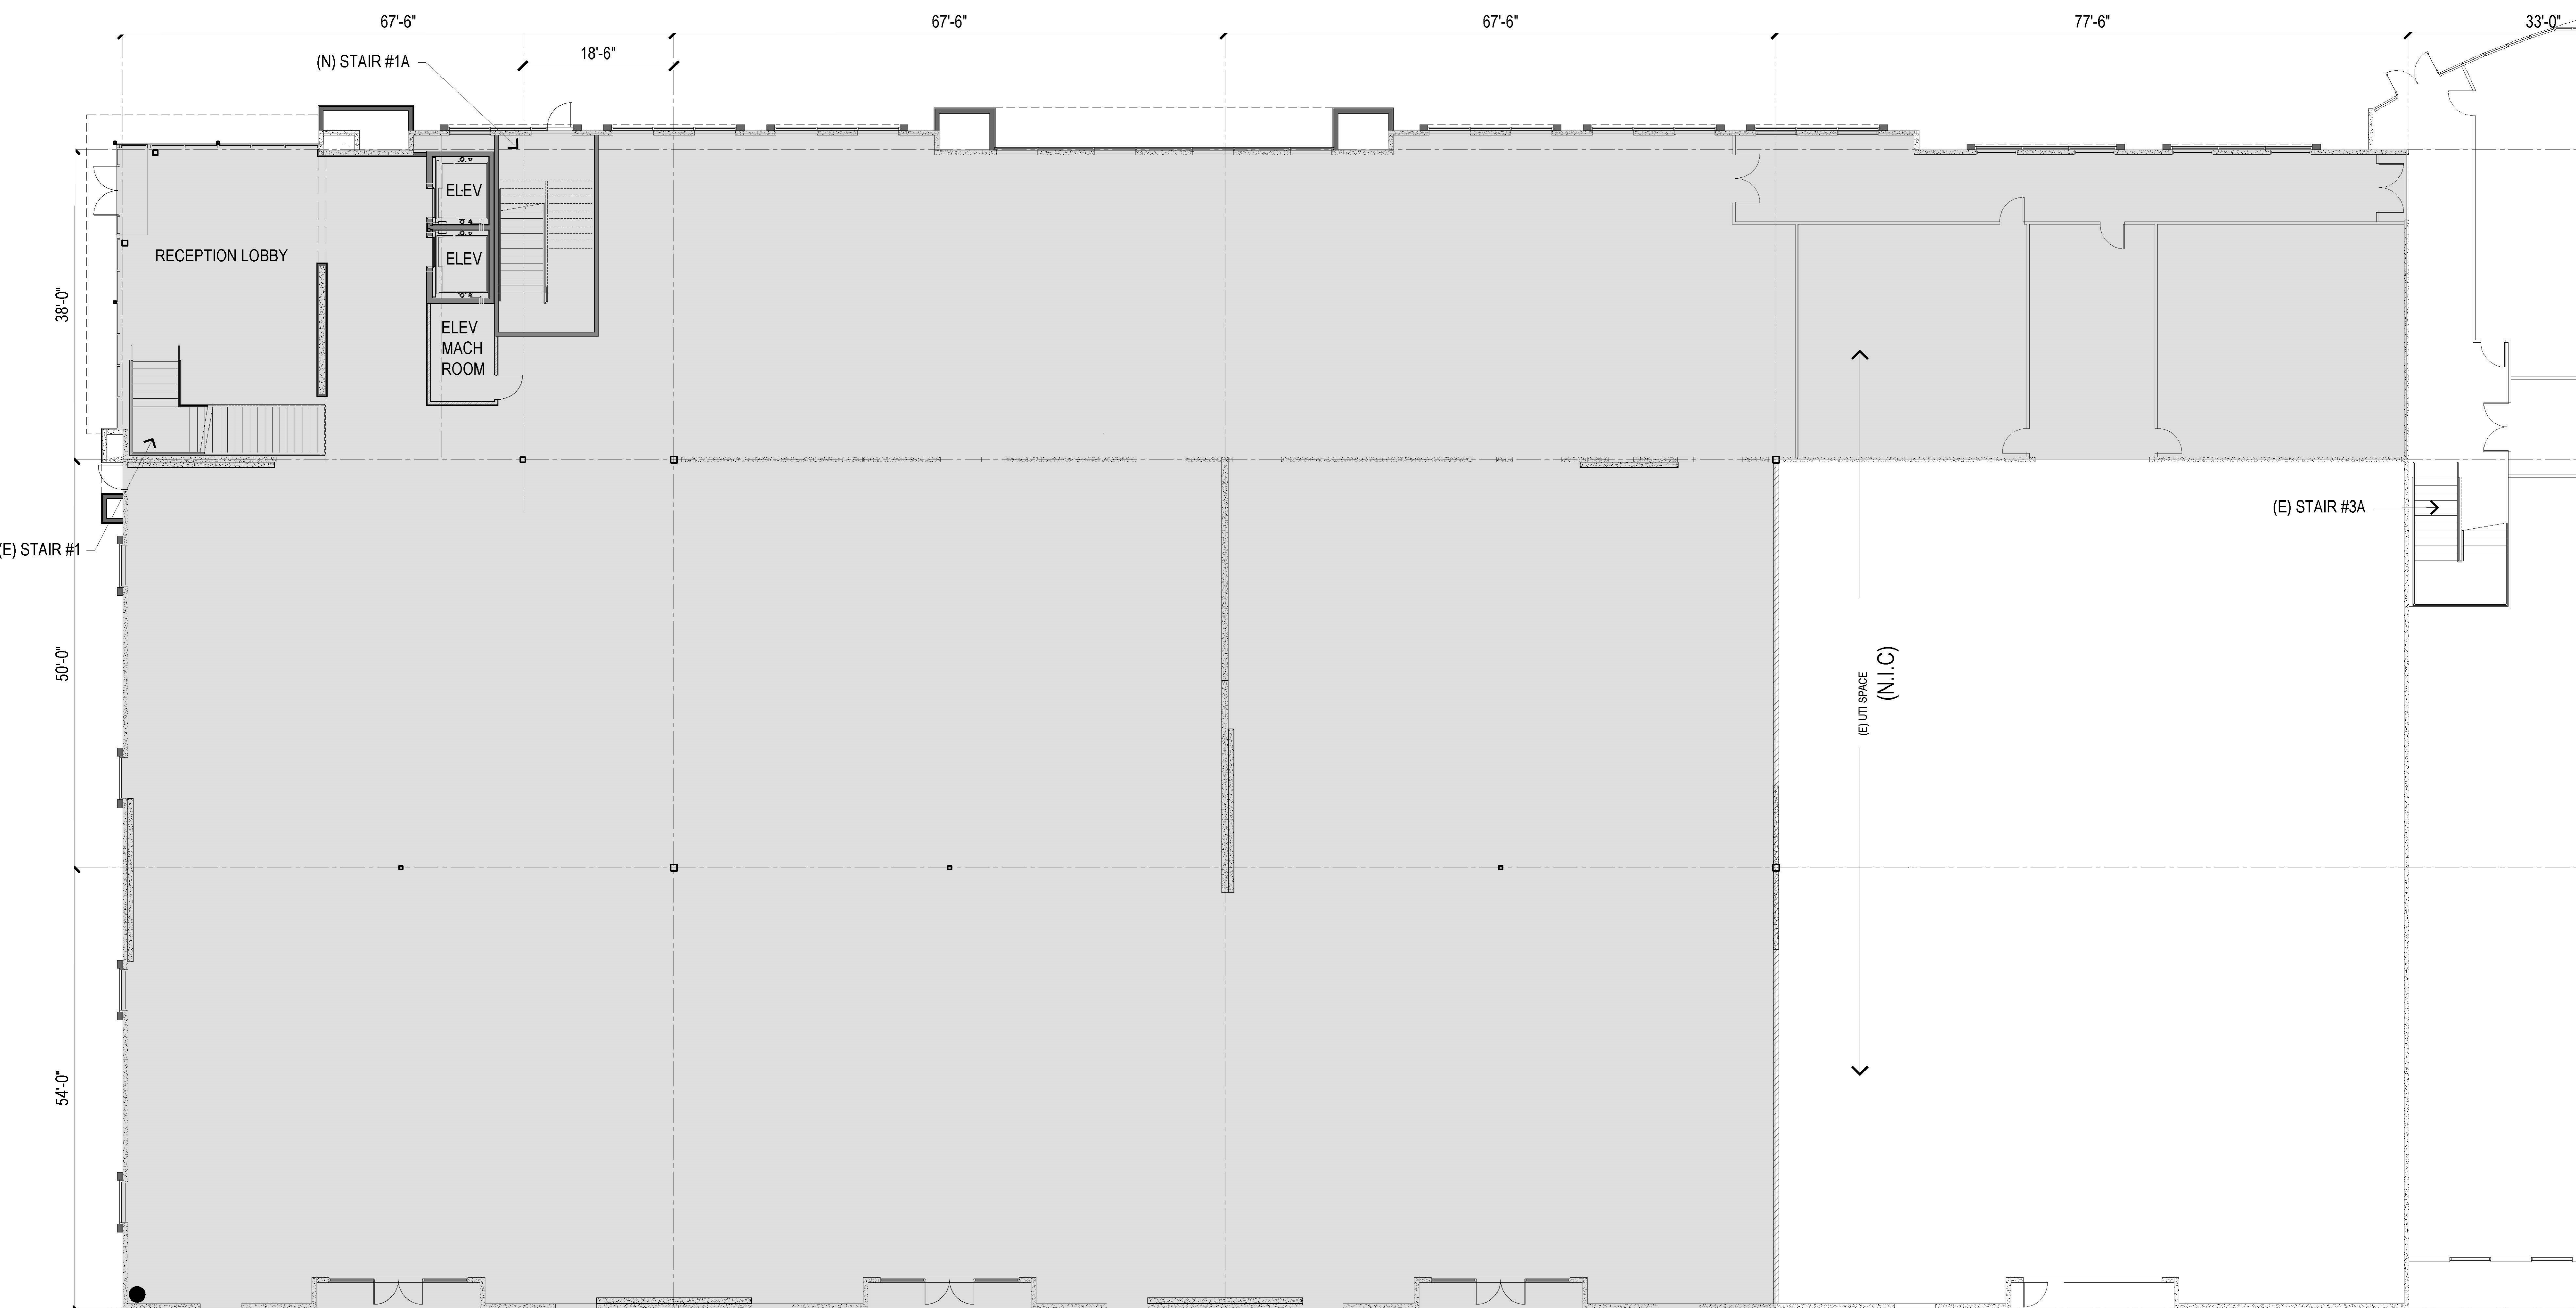 67'-6"
67'-6"
67'-6"
77'-6"
33'-0"
(N) STAIR #1A
18'-6"
ELEV
RECEPTION LOBBY
ELEV
38'-0"
ELEV
MACH
ROOM
(E) STAIR #3A
(E) STAIR #1
50'-0"
(E) UTI SPACE
(N.I.C)
54'-0"